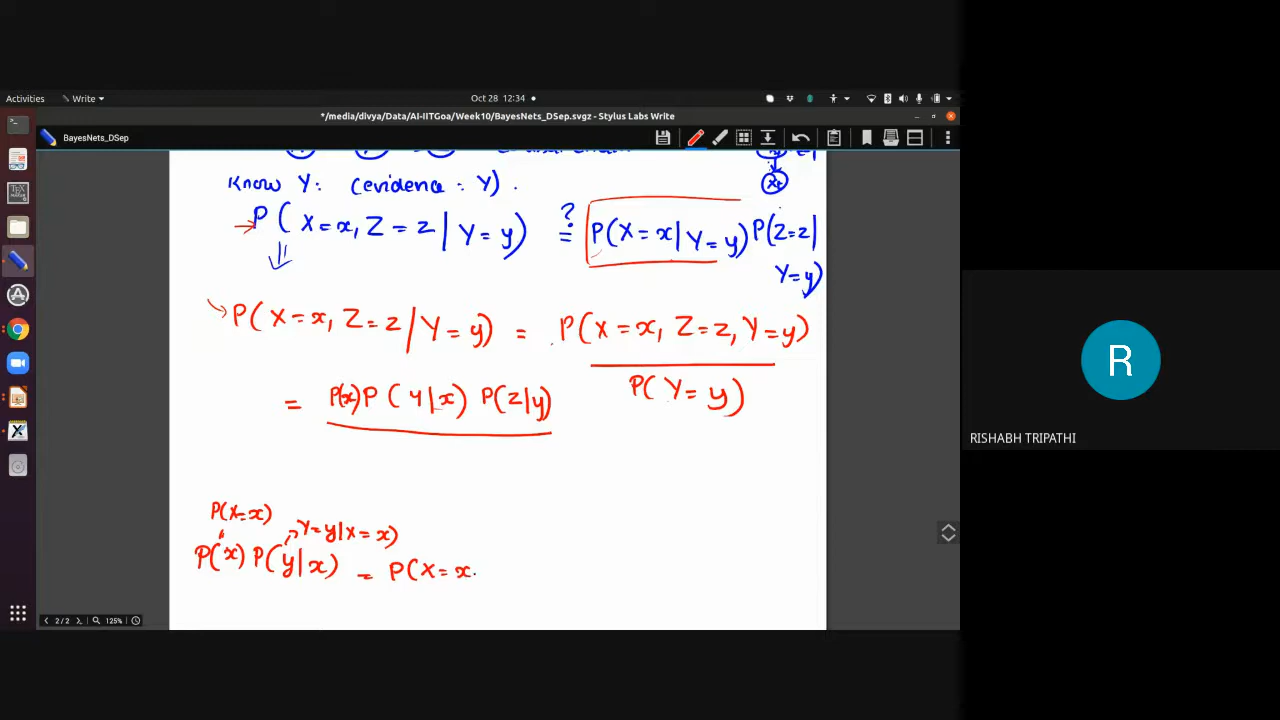 Activities Write Oct 28 12:34
*/media/divya/Data/AI-IITGoa/Week10/BayesNets_DSep.svgz - Stylus Labs Write
BayesNets_DSep
Know Y: (evidence : Y).
P( X = x, Z = z | Y = y) ?= P(X = x | Y = y) P(Z = z |
Y = y)
P( X = x, Z = z / Y = y) = P(X = x, Z = z, Y = y)
P( Y = y)
= P(x) P( y | x) P(z | y)
P(X = x)
Y = y | X = x)
P(x) P( y | x) = P(X = x
RISHABH TRIPATHI
R
2/2 125%